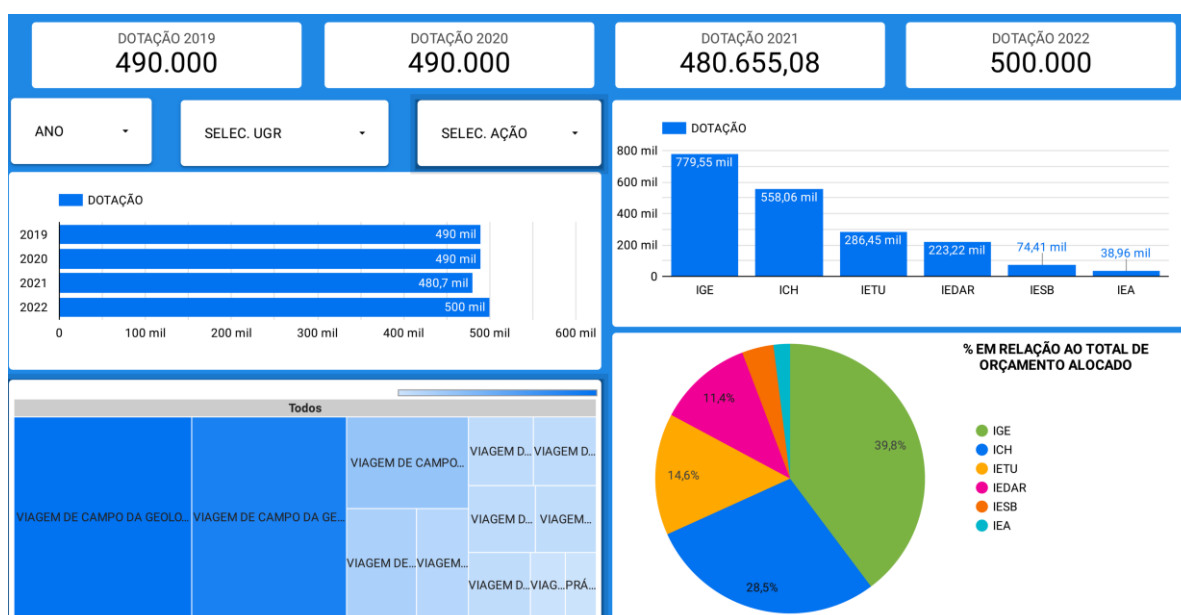 DOTAÇÃO 2019
490.000
DOTAÇÃO 2020
490.000
DOTAÇÃO 2021
480.655,08
DOTAÇÃO 2022
500.000
ANO
SELEC. UGR
SELEC. AÇÃO
DOTAÇÃO
2019
490 mil
2020
490 mil
2021
480,7 mil
2022
500 mil
0 100 mil 200 mil 300 mil 400 mil 500 mil 600 mil
DOTAÇÃO
800 mil
600 mil
400 mil
200 mil
0
779,55 mil
558,06 mil
286,45 mil
223,22 mil
74,41 mil
38,96 mil
IGE ICH IETU IEDAR IESB IEA
Todos
VIAGEM DE CAMPO DA GEOLO...
VIAGEM DE CAMPO DA GE...
VIAGEM DE CAMPO...
VIAGEM DE...
VIAGEM...
VIAGEM D...
VIAGEM D...
VIAGEM D...
VIAGEM...
VIAGEM D...
VIAG...
PRÁ...
% EM RELAÇÃO AO TOTAL DE
ORÇAMENTO ALOCADO
39,8%
28,5%
14,6%
11,4%
IGE
ICH
IETU
IEDAR
IESB
IEA